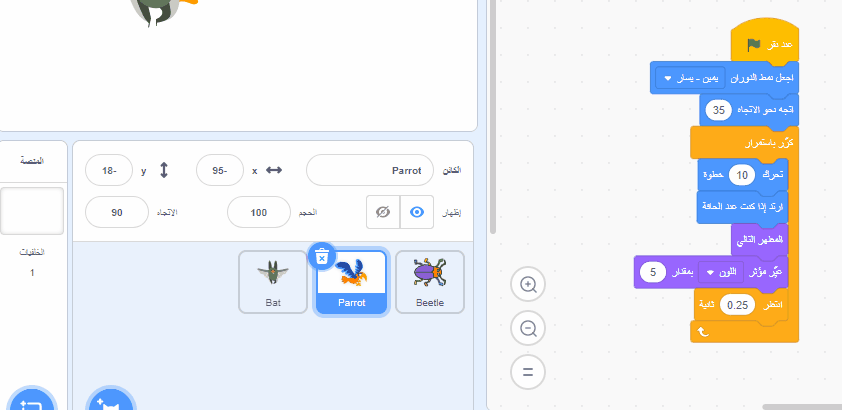 عند نقر
اجعل نمط الدوران يمين - يسار
اتجه نحو الاتجاه 35
كرِّر باستمرار
تحرك 10 خطوة
ارتد إذا كنت عند الحافة
المظهر التالي
غيِّر مؤثر اللون بمقدار 5
انتظر 0.25 ثانية
الكائن Parrot x -95 y -18
إظهار الحجم 100 الاتجاه 90
Beetle
Parrot
Bat
المنصة
الخلفيات
1